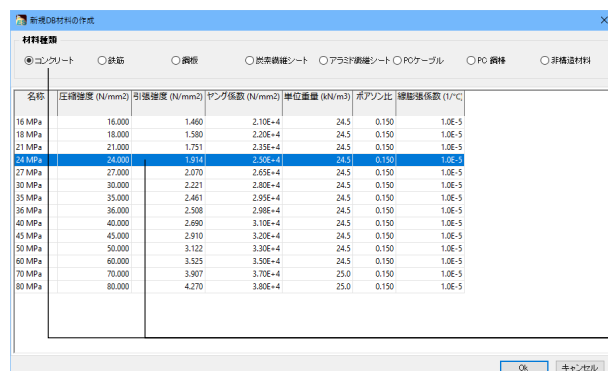 新規DB材料の作成
材料種類
コンクリート 鉄筋 鋼板 炭素繊維シート アラミド繊維シート PCケーブル PC 鋼棒 非構造材料
名称 圧縮強度 (N/mm2) 引張強度 (N/mm2) ヤング係数 (N/mm2) 単位重量 (kN/m3) ポアソン比 線膨張係数 (1/℃)
16 MPa 16.000 1.460 2.10E+4 24.5 0.150 1.0E-5
18 MPa 18.000 1.580 2.20E+4 24.5 0.150 1.0E-5
21 MPa 21.000 1.751 2.35E+4 24.5 0.150 1.0E-5
24 MPa 24.000 1.914 2.50E+4 24.5 0.150 1.0E-5
27 MPa 27.000 2.070 2.65E+4 24.5 0.150 1.0E-5
30 MPa 30.000 2.221 2.80E+4 24.5 0.150 1.0E-5
35 MPa 35.000 2.461 2.95E+4 24.5 0.150 1.0E-5
36 MPa 36.000 2.508 2.98E+4 24.5 0.150 1.0E-5
40 MPa 40.000 2.690 3.10E+4 24.5 0.150 1.0E-5
45 MPa 45.000 2.910 3.20E+4 24.5 0.150 1.0E-5
50 MPa 50.000 3.122 3.30E+4 24.5 0.150 1.0E-5
60 MPa 60.000 3.525 3.50E+4 24.5 0.150 1.0E-5
70 MPa 70.000 3.907 3.70E+4 25.0 0.150 1.0E-5
80 MPa 80.000 4.270 3.80E+4 25.0 0.150 1.0E-5
Ok キャンセル